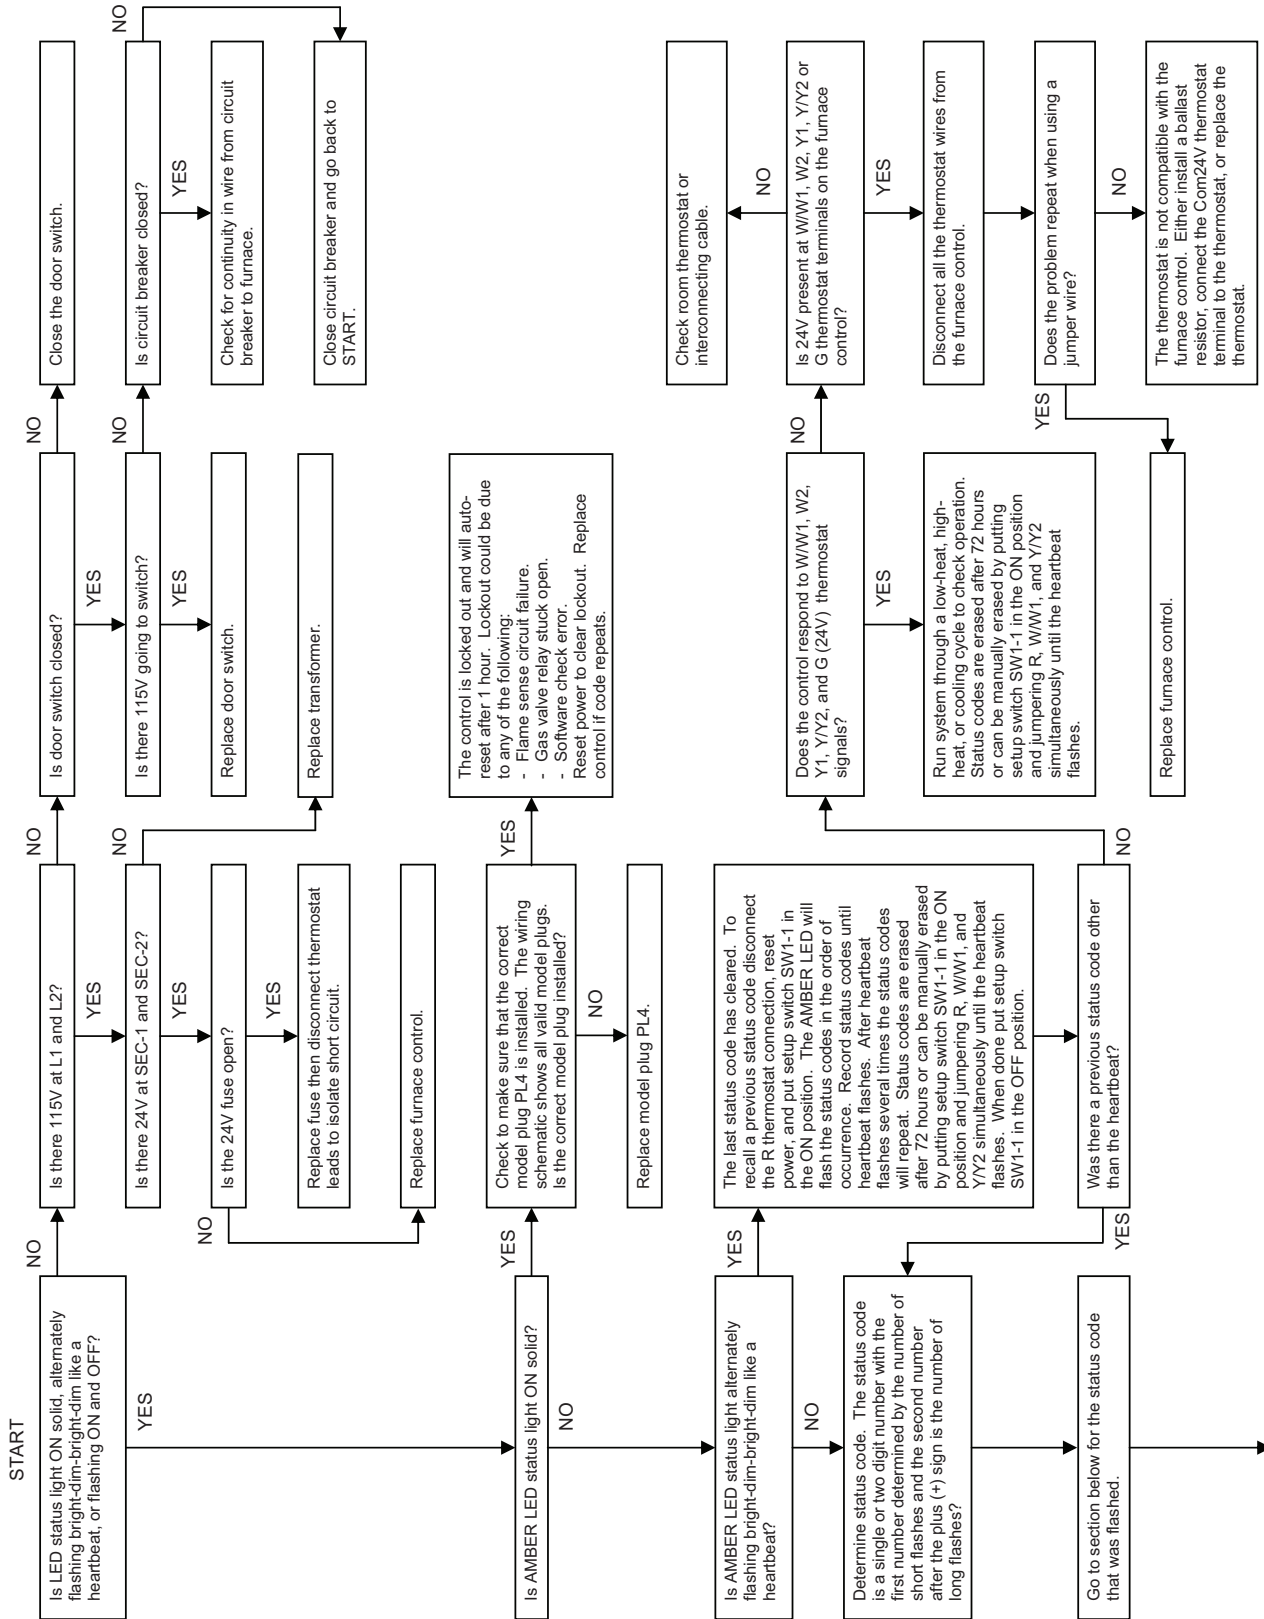 START
Is LED status light ON solid, alternately
flashing bright-dim-bright-dim like a
heartbeat, or flashing ON and OFF?
NO
YES
Is there 115V at L1 and L2?
NO
YES
Is door switch closed?
NO
YES
Close the door switch.
Is there 24V at SEC-1 and SEC-2?
NO
YES
Is there 115V going to switch?
NO
YES
Is circuit breaker closed?
NO
YES
Is the 24V fuse open?
NO
YES
Replace door switch.
Check for continuity in wire from circuit
breaker to furnace.
Replace fuse then disconnect thermostat
leads to isolate short circuit.
Replace transformer.
Close circuit breaker and go back to
START.
Replace furnace control.
Is AMBER LED status light ON solid?
YES
NO
Check to make sure that the correct
model plug PL4 is installed. The wiring
schematic shows all valid model plugs.
Is the correct model plug installed?
YES
NO
The control is locked out and will auto-
reset after 1 hour. Lockout could be due
to any of the following:
- Flame sense circuit failure.
- Gas valve relay stuck open.
- Software check error.
Reset power to clear lockout. Replace
control if code repeats.
Replace model plug PL4.
Is AMBER LED status light alternately
flashing bright-dim-bright-dim like a
heartbeat?
YES
NO
The last status code has cleared. To
recall a previous status code disconnect
the R thermostat connection, reset
power, and put setup switch SW1-1 in
the ON position. The AMBER LED will
flash the status codes in the order of
occurrence. Record status codes until
heartbeat flashes. After heartbeat
flashes several times the status codes
will repeat. Status codes are erased
after 72 hours or can be manually erased
by putting setup switch SW1-1 in the ON
position and jumpering R, W/W1, and
Y/Y2 simultaneously until the heartbeat
flashes. When done put setup switch
SW1-1 in the OFF position.
Was there a previous status code other
than the heartbeat?
NO
YES
Determine status code. The status code
is a single or two digit number with the
first number determined by the number of
short flashes and the second number
after the plus (+) sign is the number of
long flashes?
Go to section below for the status code
that was flashed.
Does the control respond to W/W1, W2,
Y1, Y/Y2, and G (24V) thermostat
signals?
NO
YES
Run system through a low-heat, high-
heat, or cooling cycle to check operation.
Status codes are erased after 72 hours
or can be manually erased by putting
setup switch SW1-1 in the ON position
and jumpering R, W/W1, and Y/Y2
simultaneously until the heartbeat
flashes.
Check room thermostat or
interconnecting cable.
NO
Is 24V present at W/W1, W2, Y1, Y/Y2 or
G thermostat terminals on the furnace
control?
YES
Disconnect all the thermostat wires from
the furnace control.
Does the problem repeat when using a
jumper wire?
YES
NO
Replace furnace control.
The thermostat is not compatible with the
furnace control. Either install a ballast
resistor, connect the Com24V thermostat
terminal to the thermostat, or replace the
thermostat.